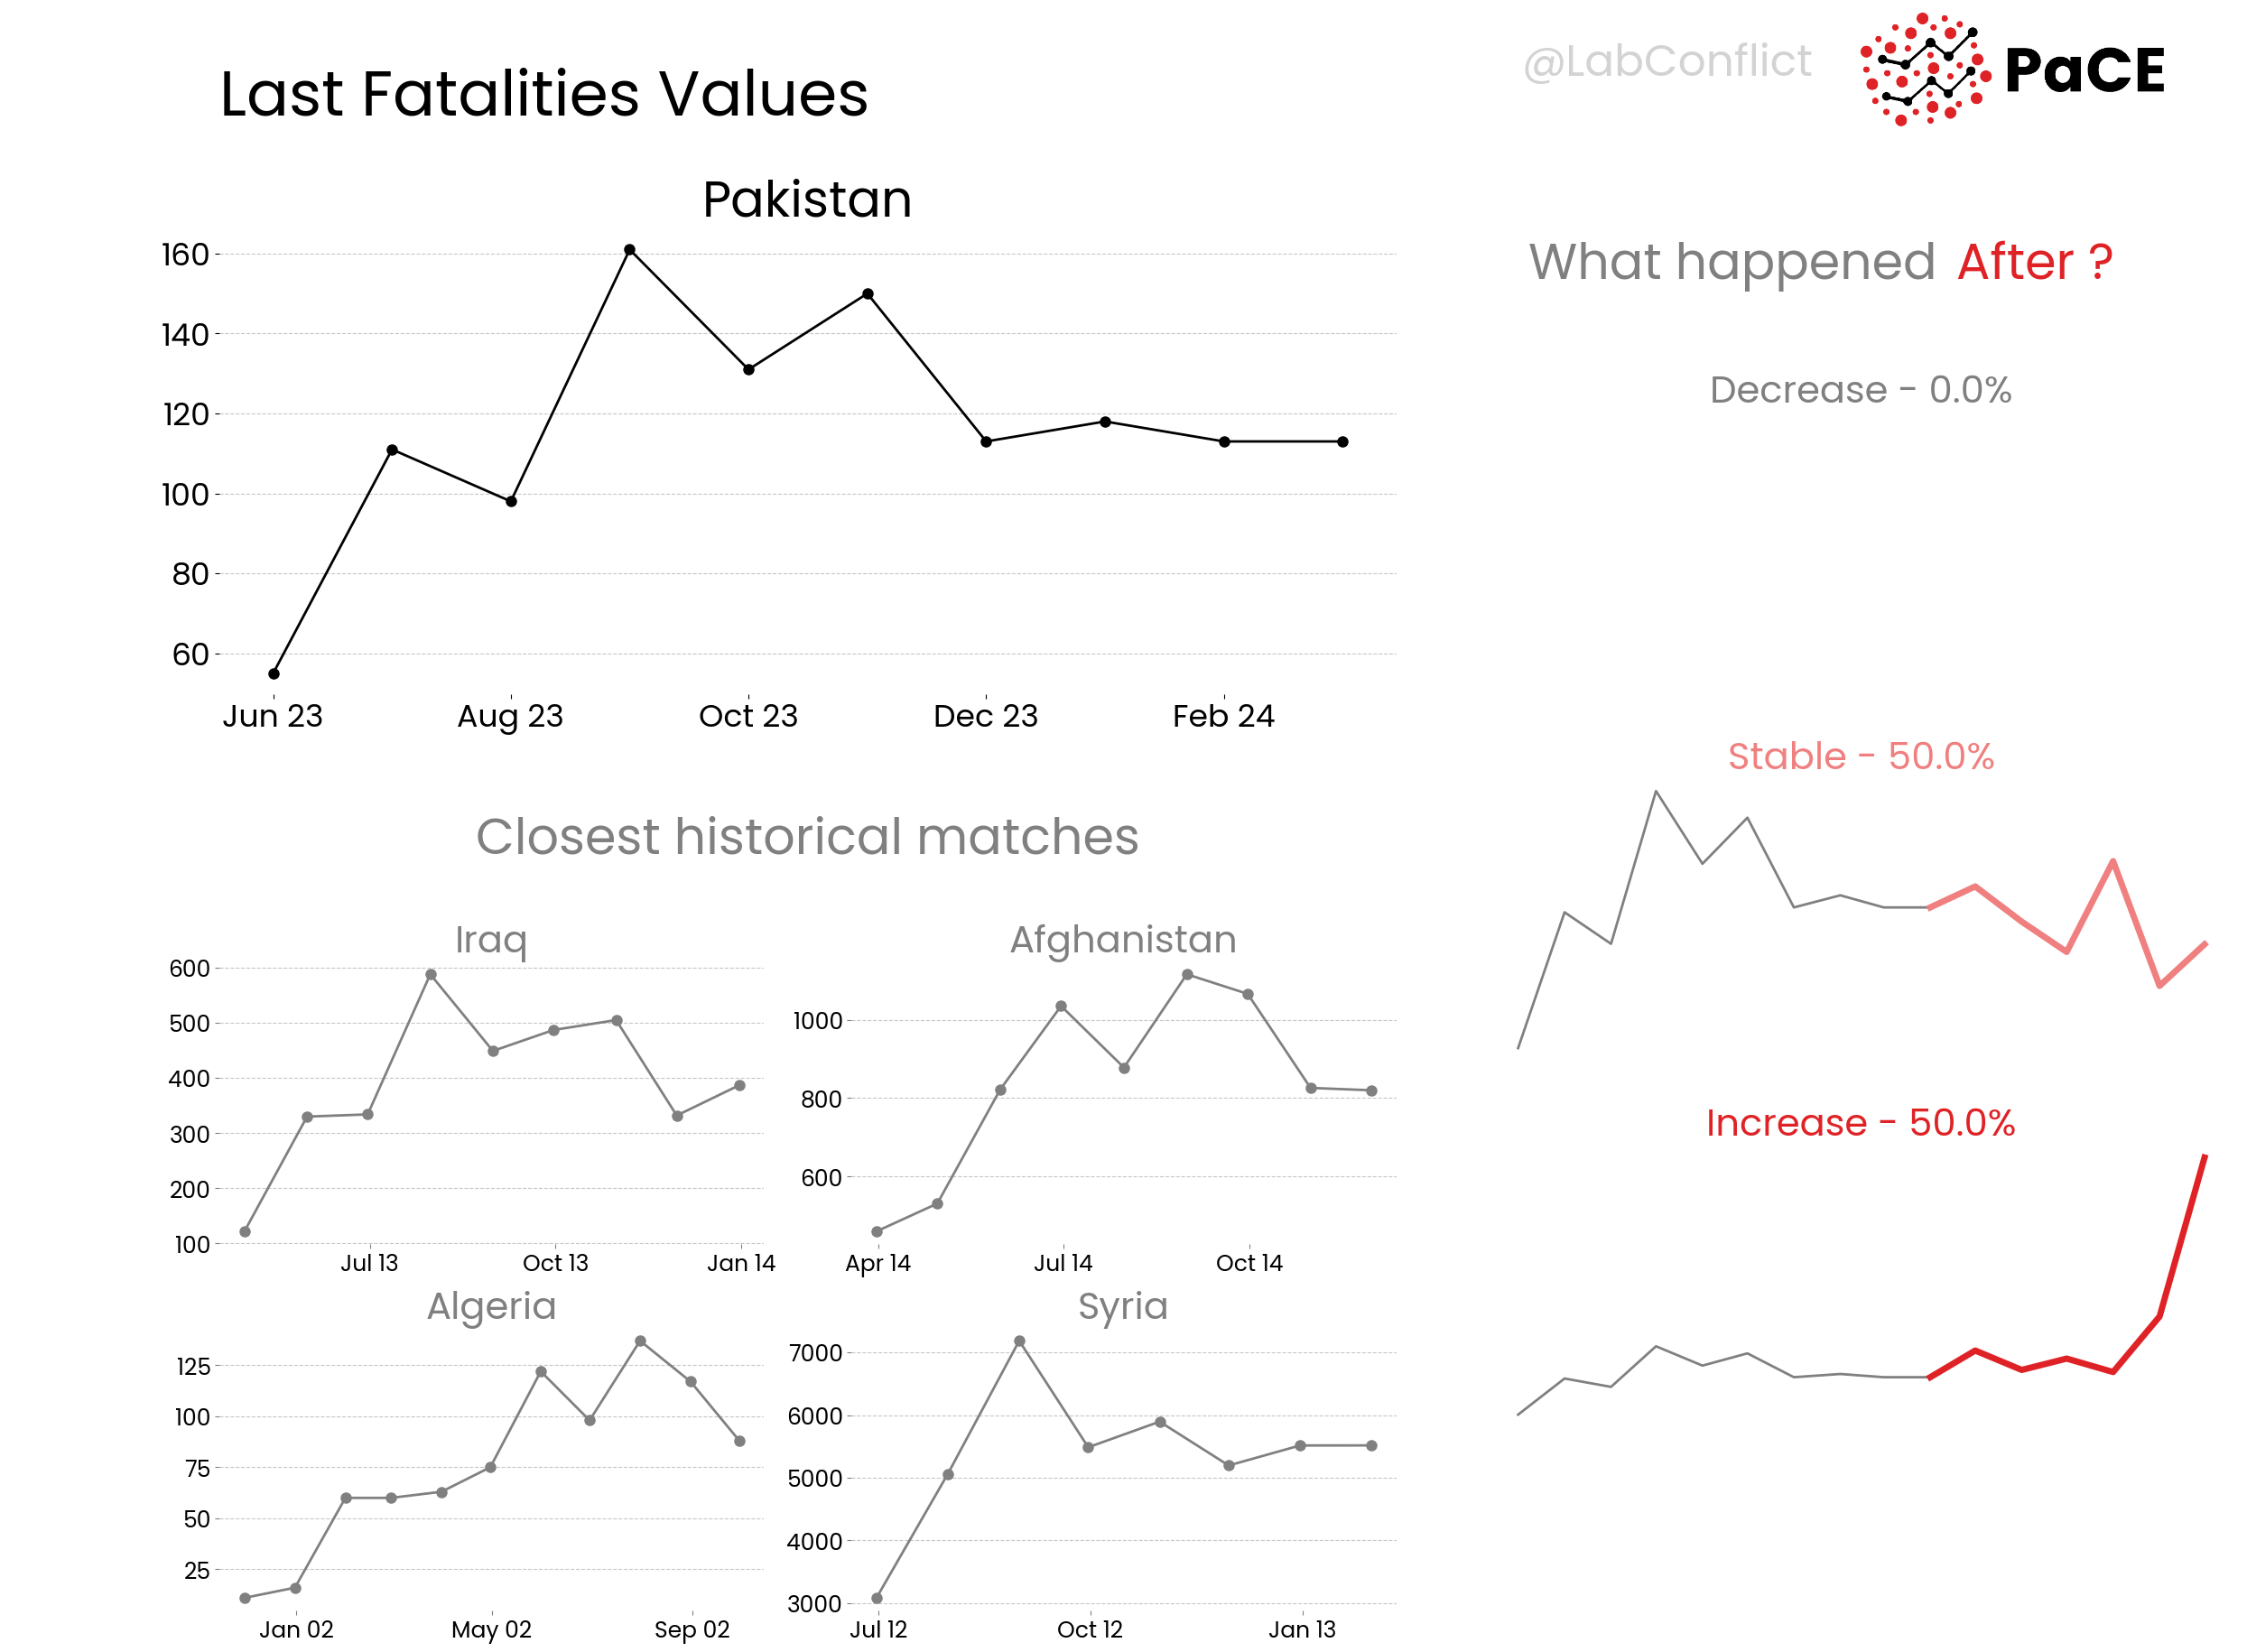 @LabConflict
PaCE
Last Fatalities Values
Pakistan
160
140
120
100
80
60
Jun 23 Aug 23 Oct 23 Dec 23 Feb 24
Closest historical matches
Iraq
600
500
400
300
200
100
Jul 13 Oct 13 Jan 14
Afghanistan
1000
800
600
Apr 14 Jul 14 Oct 14
Algeria
125
100
75
50
25
Jan 02 May 02 Sep 02
Syria
7000
6000
5000
4000
3000
Jul 12 Oct 12 Jan 13
What happened After ?
Decrease - 0.0%
Stable - 50.0%
Increase - 50.0%